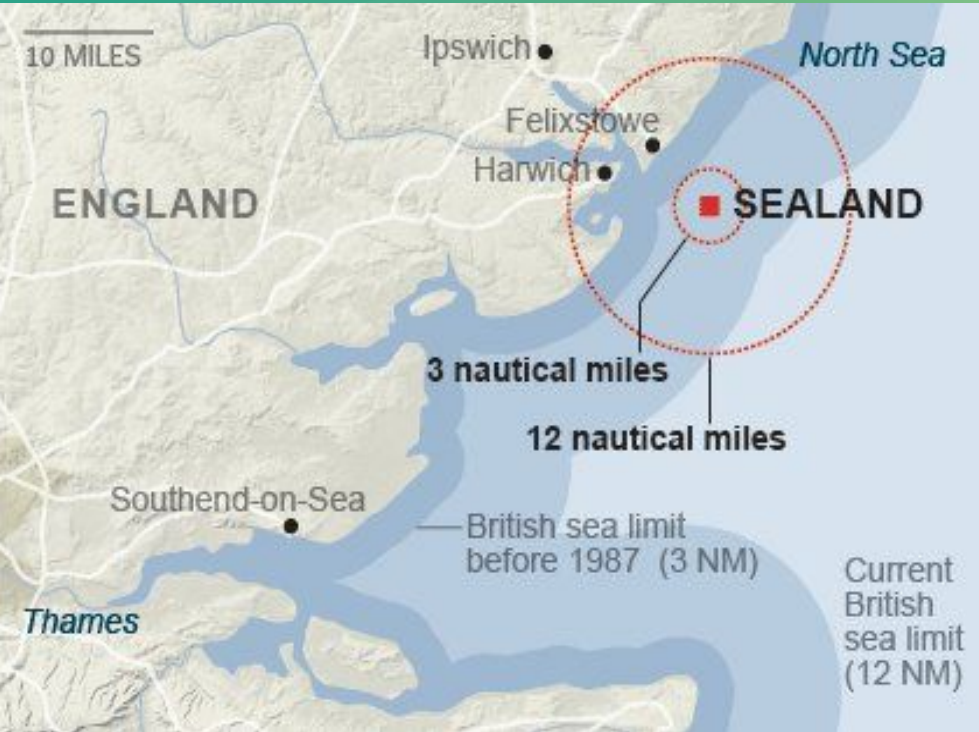 10 MILES
Ipswich
North Sea
Felixstowe
Harwich
ENGLAND
SEALAND
3 nautical miles
12 nautical miles
Southend-on-Sea
British sea limit
before 1987 (3 NM)
Current
British
sea limit
(12 NM)
Thames